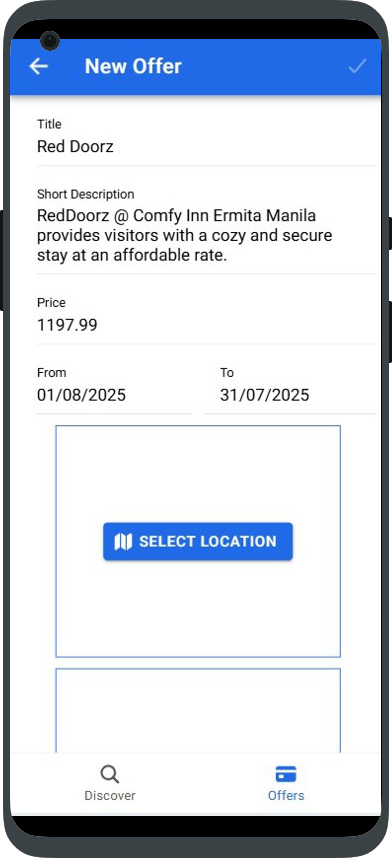 New Offer
Title
Red Doorz
Short Description
RedDoorz @ Comfy Inn Ermita Manila
provides visitors with a cozy and secure
stay at an affordable rate.
Price
1197.99
From To
01/08/2025 31/07/2025
SELECT LOCATION
Discover Offers